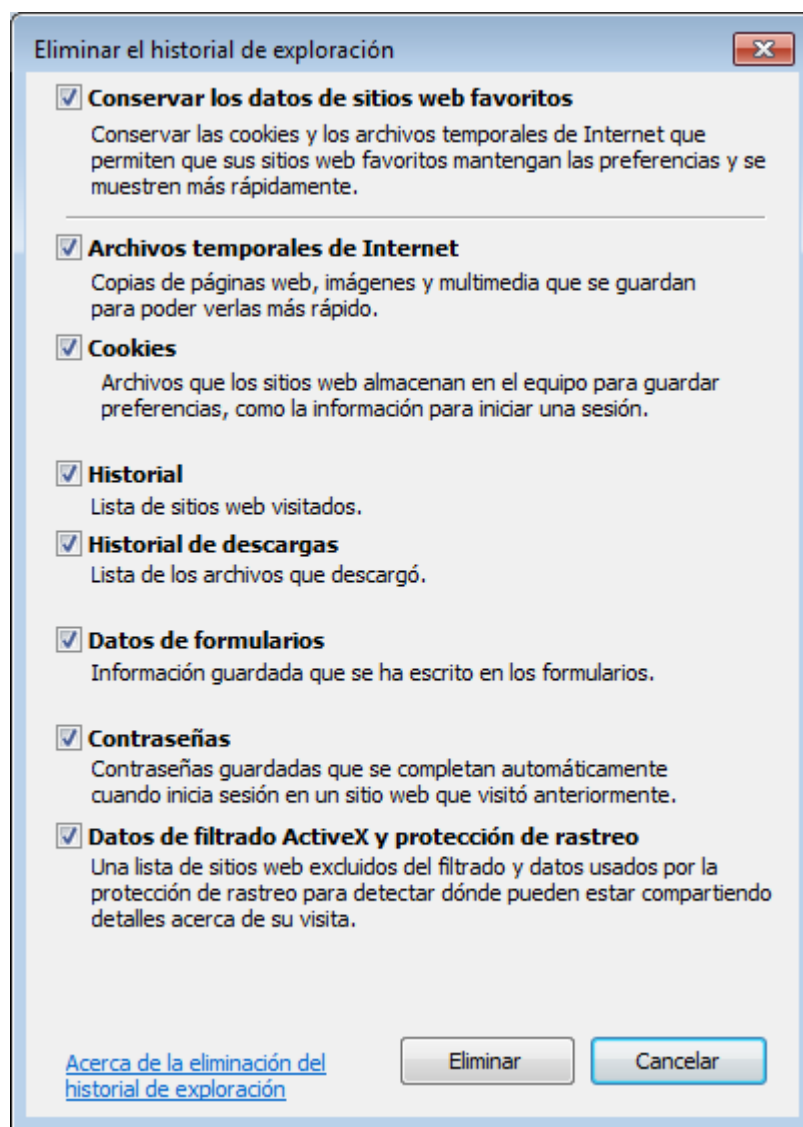 Eliminar el historial de exploración
Conservar los datos de sitios web favoritos
Conservar las cookies y los archivos temporales de Internet que
permiten que sus sitios web favoritos mantengan las preferencias y se
muestren más rápidamente.
Archivos temporales de Internet
Copias de páginas web, imágenes y multimedia que se guardan
para poder verlas más rápido.
Cookies
Archivos que los sitios web almacenan en el equipo para guardar
preferencias, como la información para iniciar una sesión.
Historial
Lista de sitios web visitados.
Historial de descargas
Lista de los archivos que descargó.
Datos de formularios
Información guardada que se ha escrito en los formularios.
Contraseñas
Contraseñas guardadas que se completan automáticamente
cuando inicia sesión en un sitio web que visitó anteriormente.
Datos de filtrado ActiveX y protección de rastreo
Una lista de sitios web excluidos del filtrado y datos usados por la
protección de rastreo para detectar dónde pueden estar compartiendo
detalles acerca de su visita.
Acerca de la eliminación del
historial de exploración
Eliminar
Cancelar